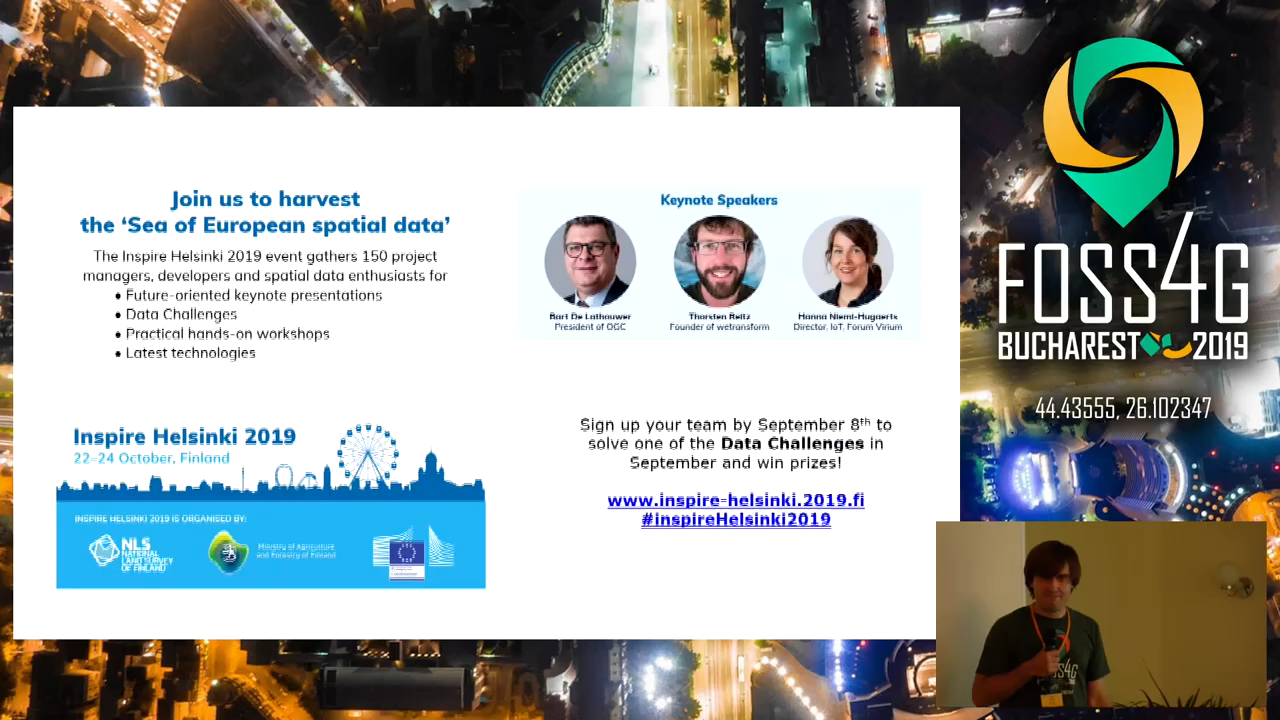 Join us to harvest
the ‘Sea of European spatial data’
The Inspire Helsinki 2019 event gathers 150 project
managers, developers and spatial data enthusiasts for
• Future-oriented keynote presentations
• Data Challenges
• Practical hands-on workshops
• Latest technologies
Keynote Speakers
Bart De Lathouwer
President of OGC
Thorsten Reitz
Founder of wetransform
Hanna Niemi-Hugaerts
Director, IoT, Forum Virium
Inspire Helsinki 2019
22–24 October, Finland
INSPIRE HELSINKI 2019 IS ORGANISED BY:
NLS
NATIONAL
LAND SURVEY
OF FINLAND
Ministry of Agriculture
and Forestry of Finland
Sign up your team by September 8th to
solve one of the Data Challenges in
September and win prizes!
www.inspire-helsinki.2019.fi
#inspireHelsinki2019
FOSS4G
BUCHAREST 2019
44.43555, 26.102347
FOSS4G